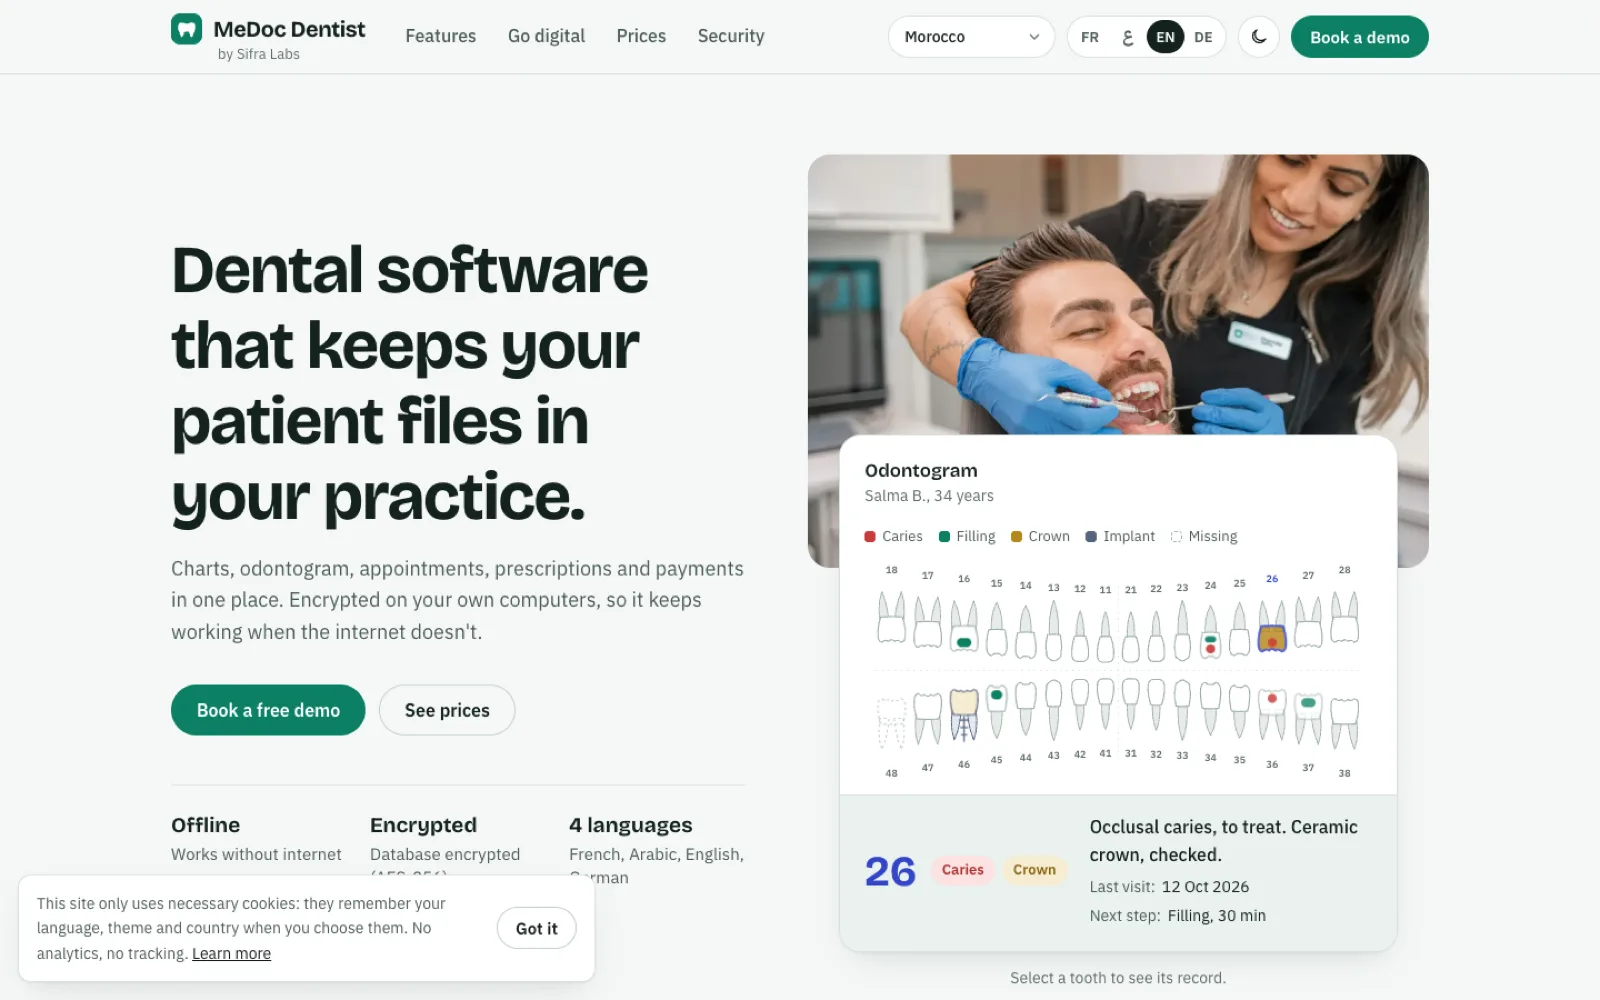 MeDoc Dentist
by Sifra Labs
Features
Go digital
Prices
Security
Morocco
FR
ع
EN
DE
Book a demo
Dental software
that keeps your
patient files in
your practice.
Charts, odontogram, appointments, prescriptions and payments
in one place. Encrypted on your own computers, so it keeps
working when the internet doesn't.
Book a free demo
See prices
Offline
Works without internet
Encrypted
Database encrypted
4 languages
French, Arabic, English,
This site only uses necessary cookies: they remember your
language, theme and country when you choose them. No
analytics, no tracking. Learn more
Got it
Odontogram
Salma B., 34 years
Caries
Filling
Crown
Implant
Missing
18 17 16 15 14 13 12 11 21 22 23 24 25 26 27 28
48 47 46 45 44 43 42 41 31 32 33 34 35 36 37 38
26
Caries
Crown
Occlusal caries, to treat. Ceramic
crown, checked.
Last visit: 12 Oct 2026
Next step: Filling, 30 min
Select a tooth to see its record.